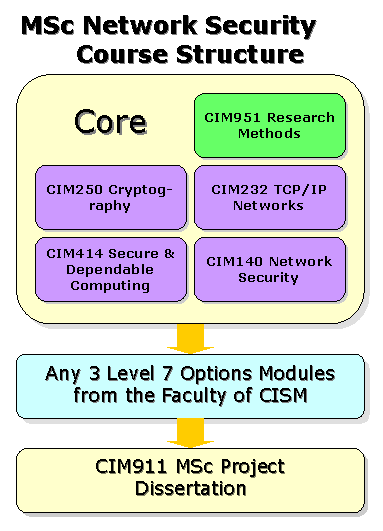 MSc Network Security
Course Structure
Core
CIM951 Research
Methods
CIM250 Cryptog-
raphy
CIM232 TCP/IP
Networks
CIM414 Secure &
Dependable
Computing
CIM140 Network
Security
Any 3 Level 7 Options Modules
from the Faculty of CISM
CIM911 MSc Project
Dissertation